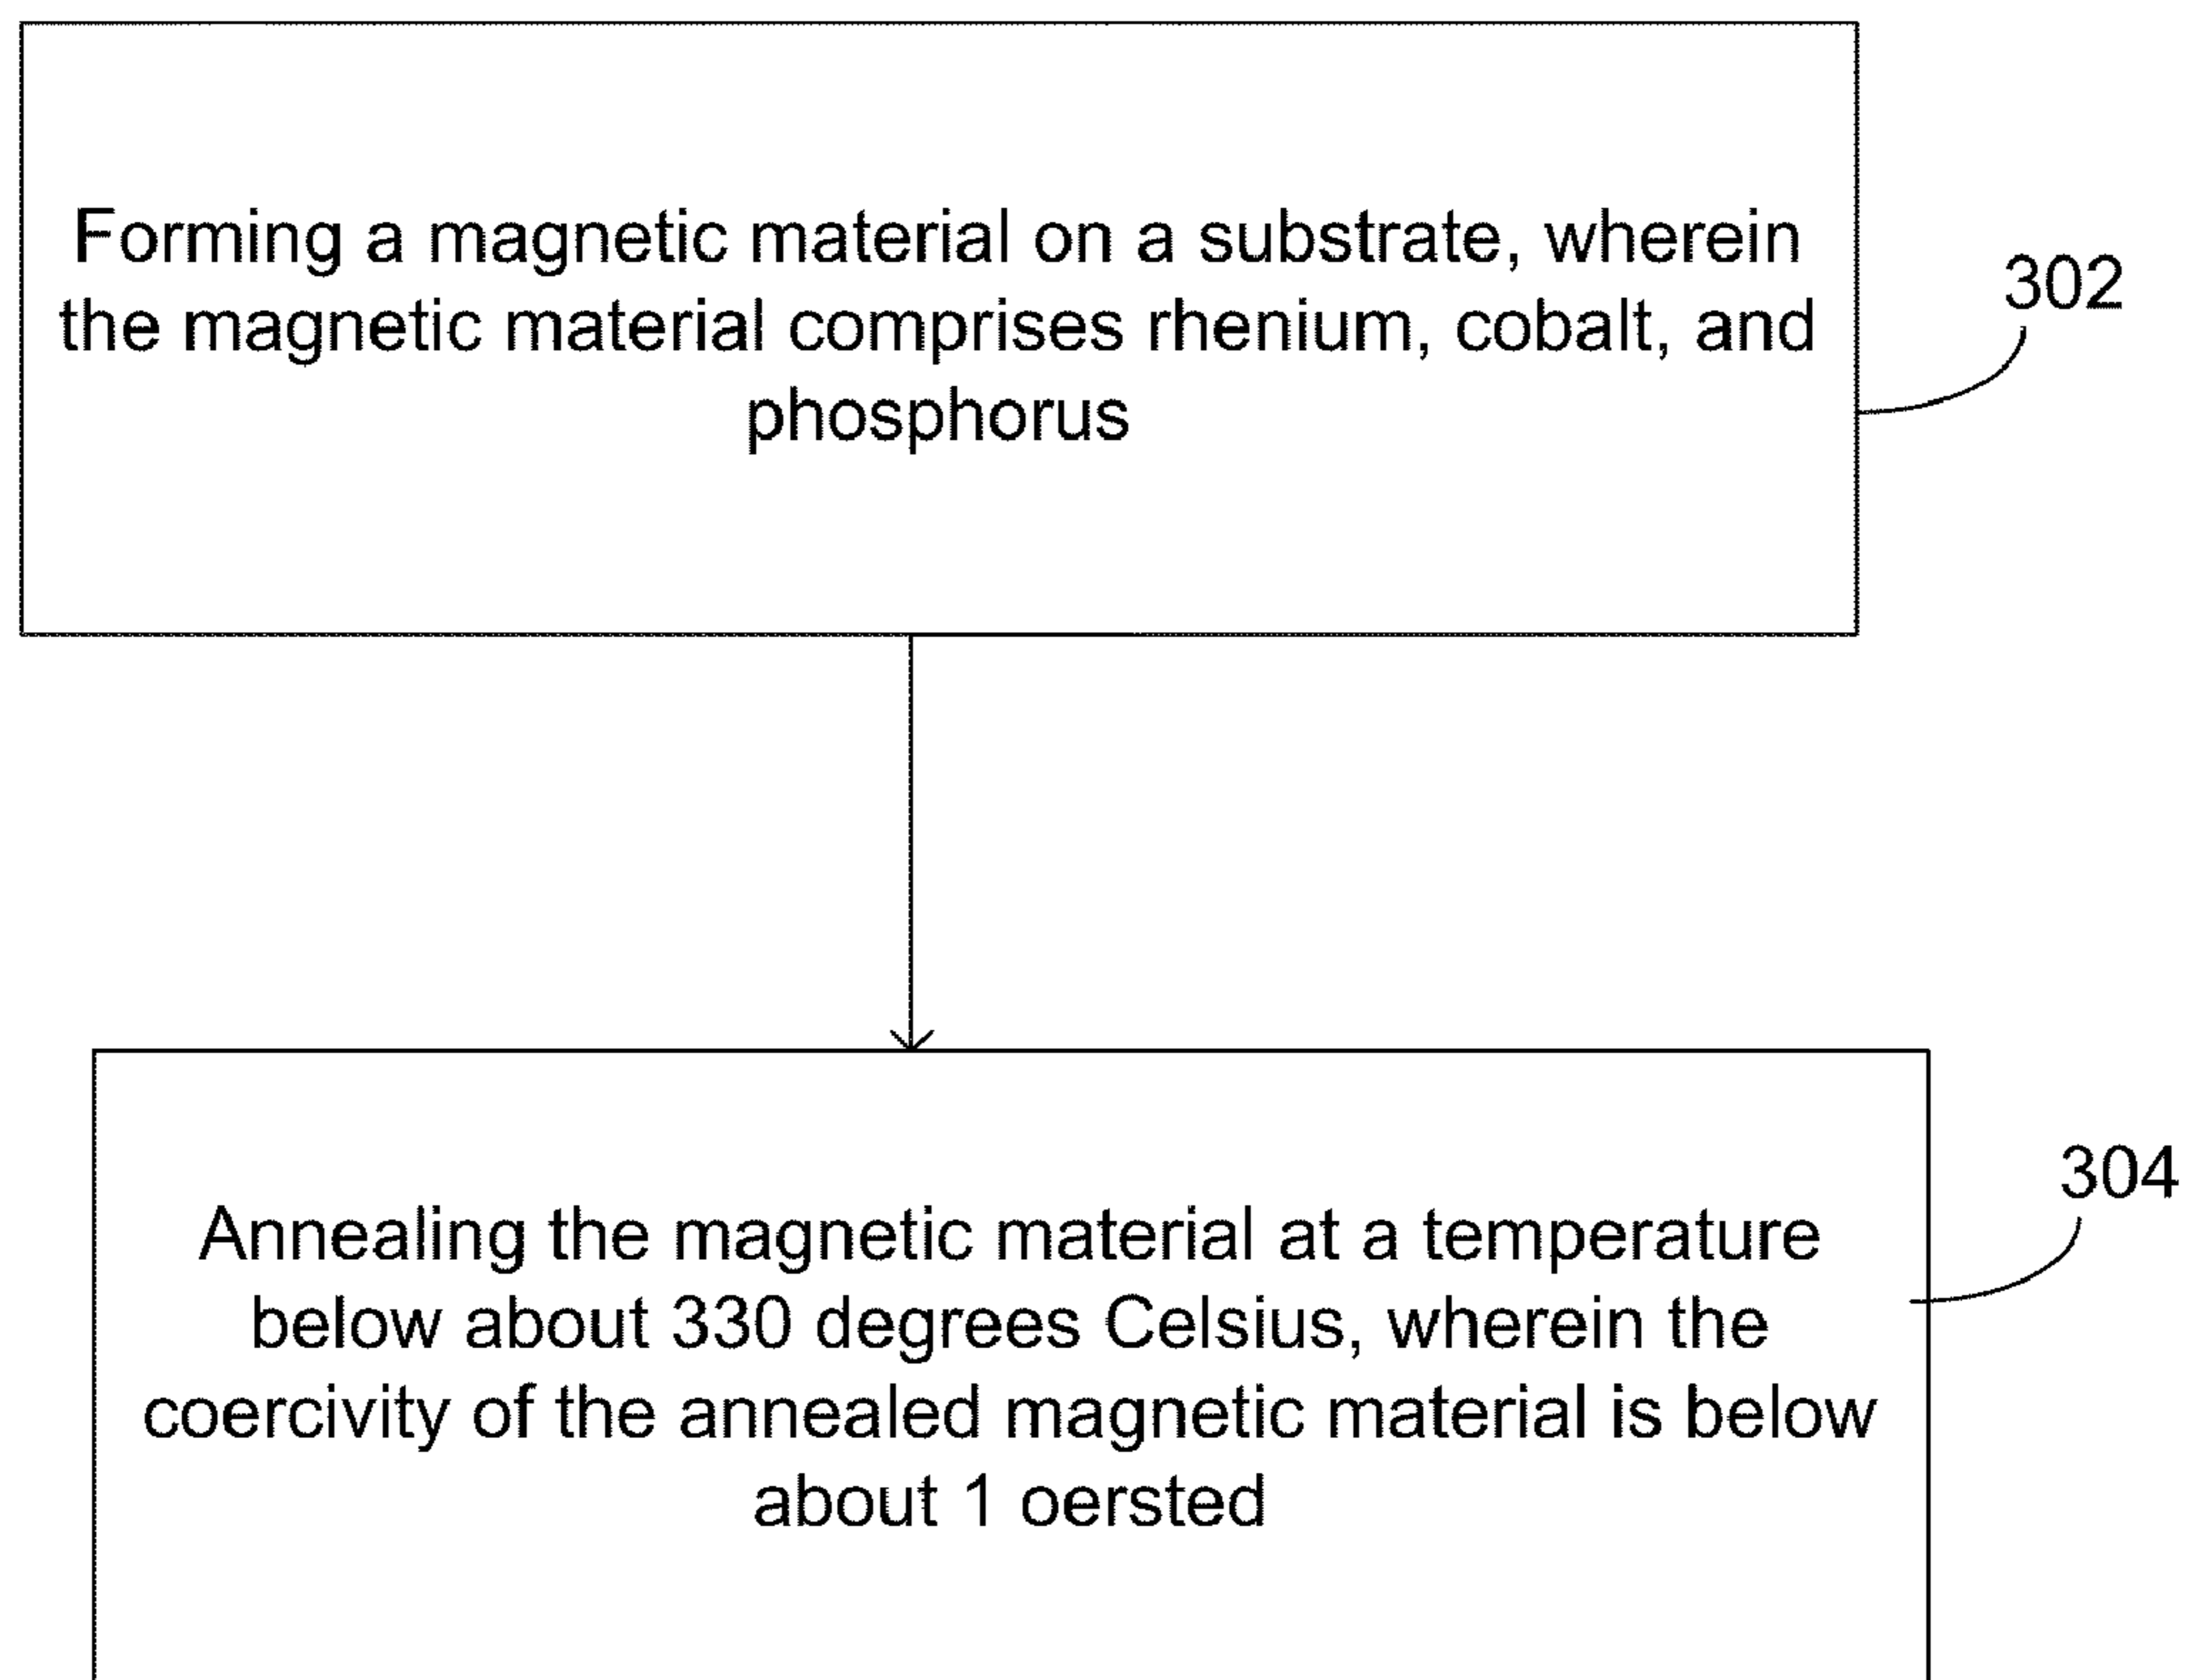 Forming a magnetic material on a substrate, wherein
the magnetic material comprises rhenium, cobalt, and
phosphorus
302
Annealing the magnetic material at a temperature
below about 330 degrees Celsius, wherein the
coercivity of the annealed magnetic material is below
about 1 oersted
304